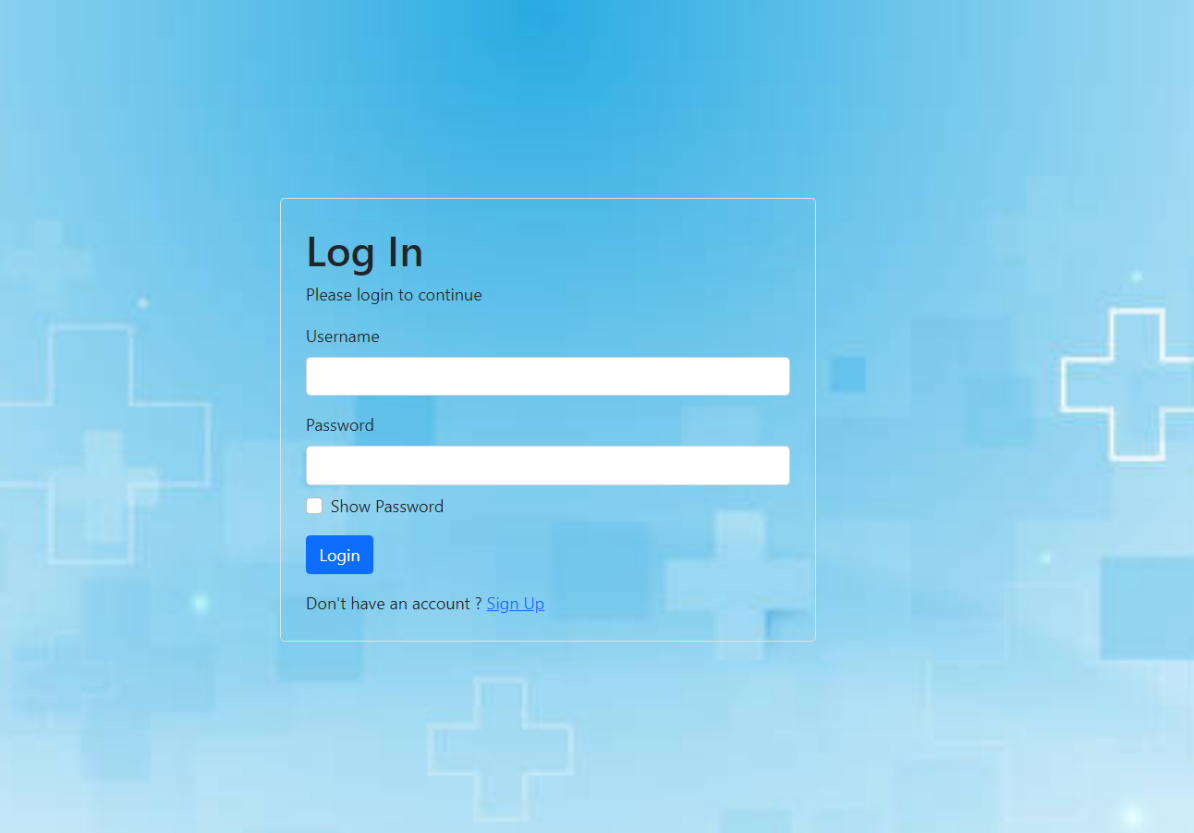 Log In
Please login to continue
Username
Password
Show Password
Login
Don't have an account ? Sign Up